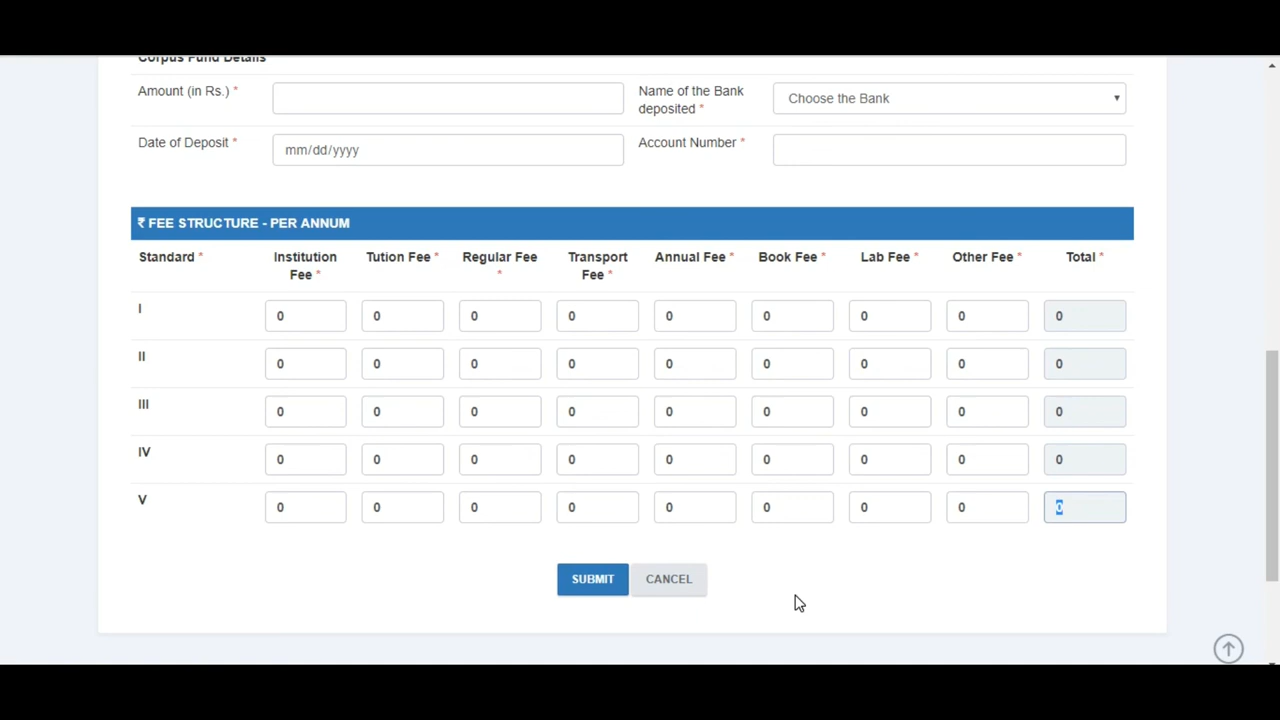 Corpus Fund Details
Amount (in Rs.) * Name of the Bank
deposited * Choose the Bank
Date of Deposit * mm/dd/yyyy Account Number *
₹ FEE STRUCTURE - PER ANNUM
Standard * Institution Fee * Tution Fee * Regular Fee * Transport Fee * Annual Fee * Book Fee * Lab Fee * Other Fee * Total *
I 0 0 0 0 0 0 0 0 0
II 0 0 0 0 0 0 0 0 0
III 0 0 0 0 0 0 0 0 0
IV 0 0 0 0 0 0 0 0 0
V 0 0 0 0 0 0 0 0 0
SUBMIT CANCEL